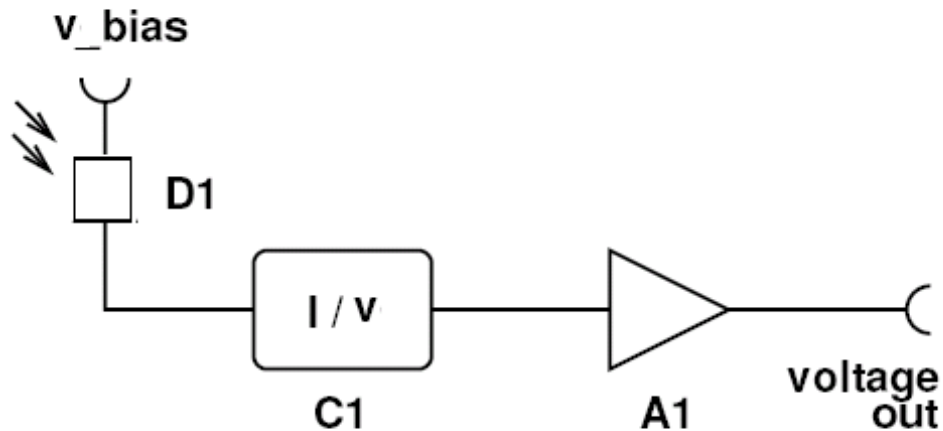 v_bias
D1
I / v
C1
A1
voltage
out